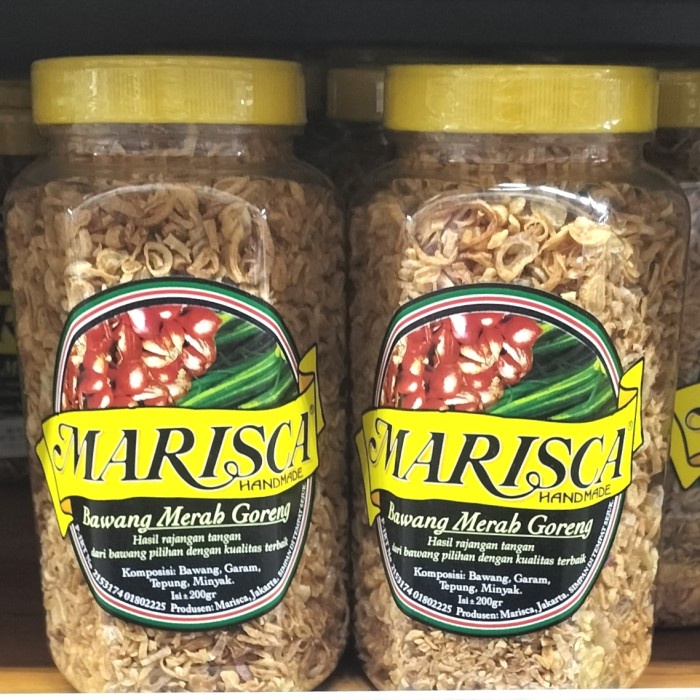 MARISCA
HANDMADE
Bawang Merah Goreng
Hasil rajangan tangan
dari bawang pilihan dengan kualitas terbaik
Komposisi: Bawang, Garam,
Tepung, Minyak.
Isi ± 200gr
Produsen: Marisca, Jakarta.
MARISCA
HANDMADE
Bawang Merah Goreng
Hasil rajangan tangan
dari bawang pilihan dengan kualitas terbaik
Komposisi: Bawang, Garam,
Tepung, Minyak.
Isi ± 200gr
Produsen: Marisca, Jakarta.